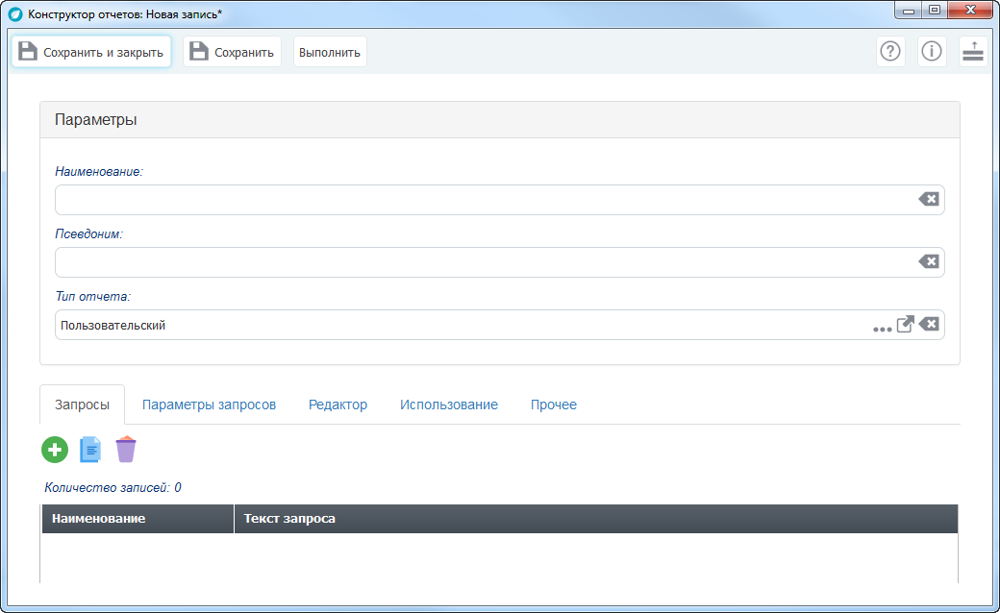 Конструктор отчетов: Новая запись*
Сохранить и закрыть Сохранить Выполнить
Параметры
Наименование:
Псевдоним:
Тип отчета:
Пользовательский
Запросы Параметры запросов Редактор Использование Прочее
Количество записей: 0
Наименование Текст запроса